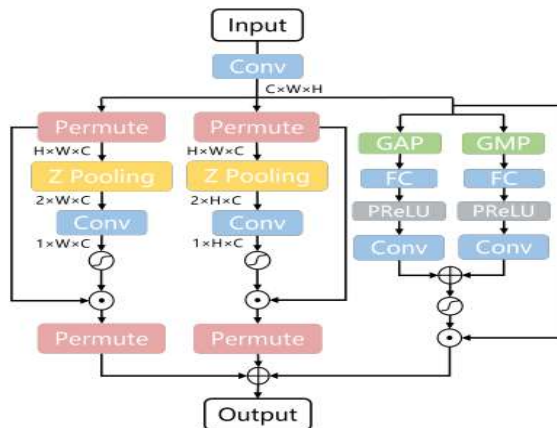 Input
Conv
C×W×H
Permute Permute
GAP GMP
H×W×C H×W×C
Z Pooling Z Pooling
FC FC
2×W×C 2×H×C
PReLU PReLU
Conv Conv
Conv Conv
1×W×C 1×H×C
Permute Permute
Output